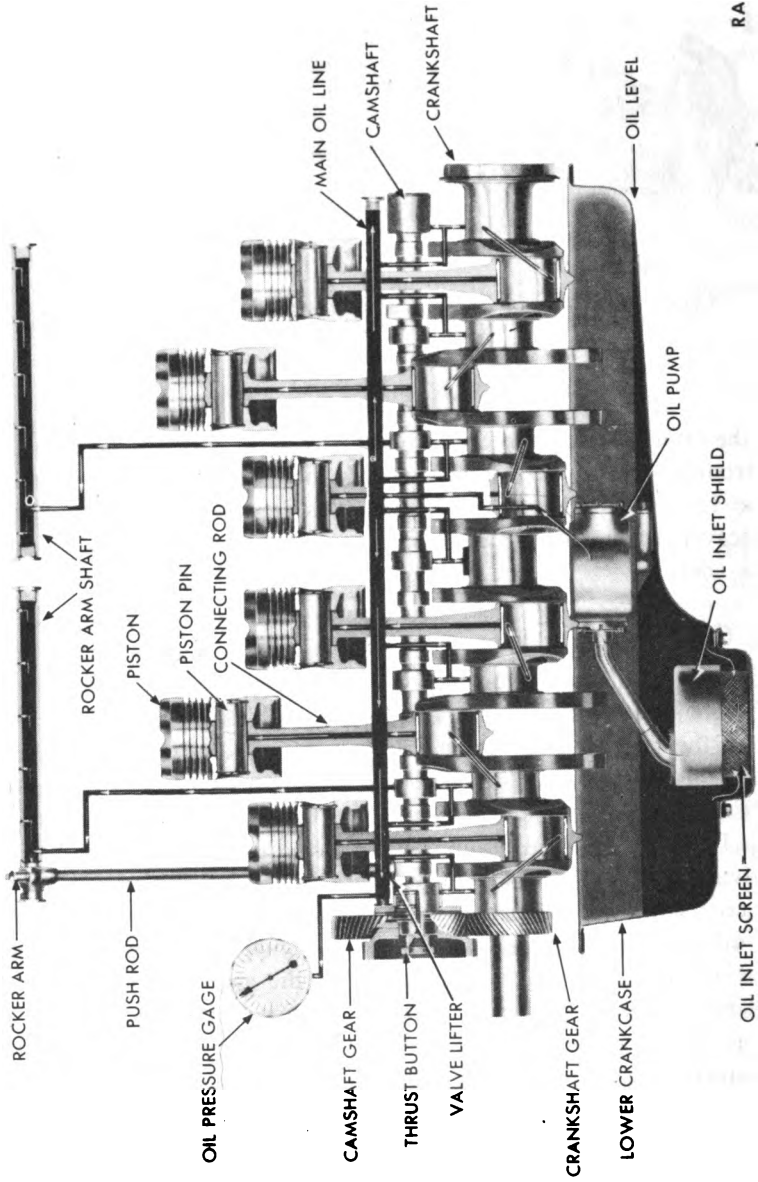 ROCKER ARM
PUSH ROD
OIL PRESSURE GAGE
CAMSHAFT GEAR
THRUST BUTTON
VALVE LIFTER
CRANKSHAFT GEAR
LOWER CRANKCASE
OIL INLET SCREEN
ROCKER ARM SHAFT
PISTON
PISTON PIN
CONNECTING ROD
MAIN OIL LINE
CAMSHAFT
CRANKSHAFT
OIL LEVEL
OIL PUMP
OIL INLET SHIELD
RA